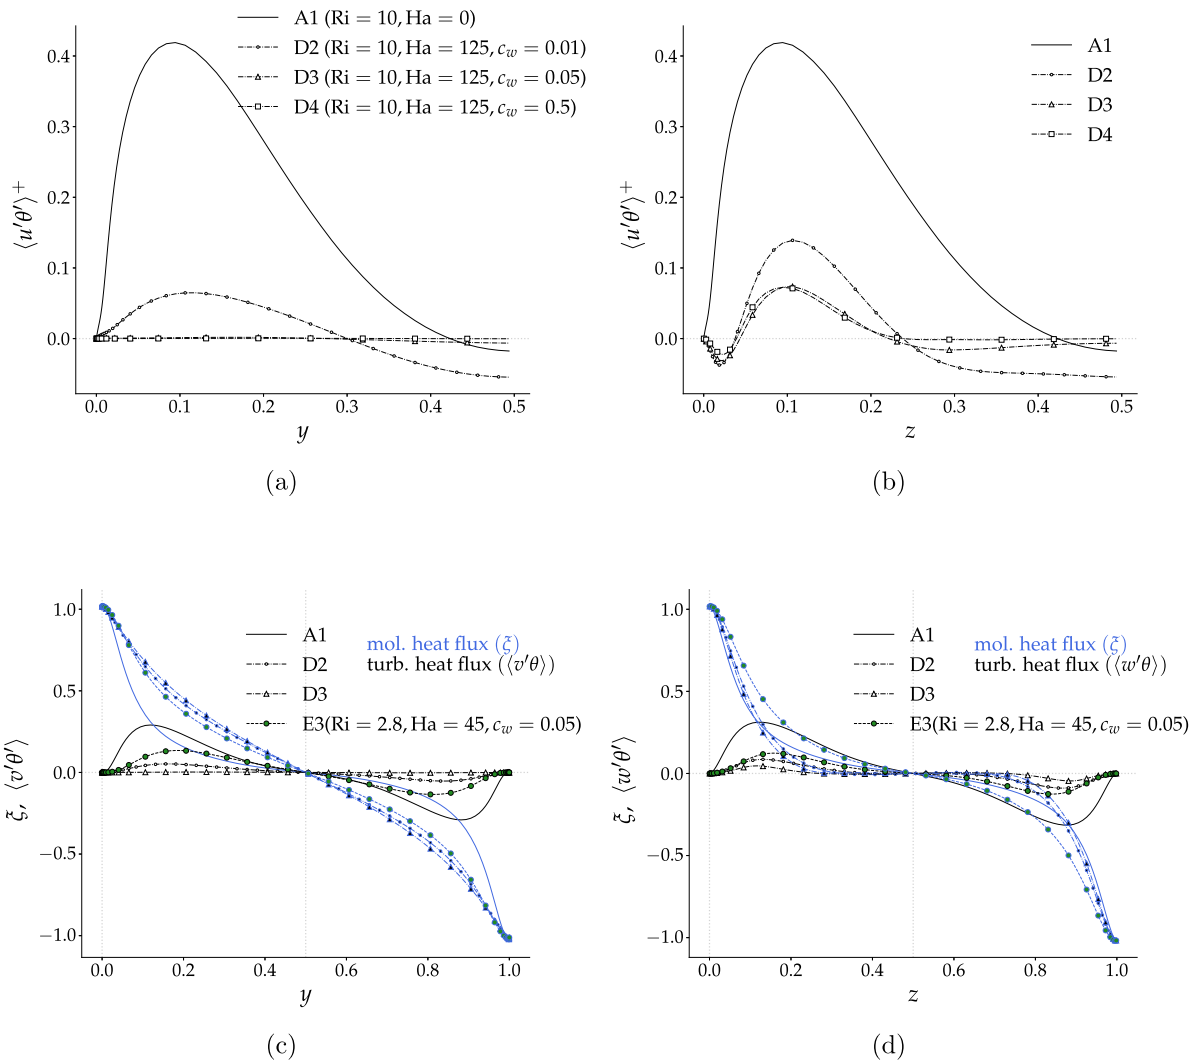 A1 (Ri = 10, Ha = 0)
D2 (Ri = 10, Ha = 125, c_w = 0.01)
D3 (Ri = 10, Ha = 125, c_w = 0.05)
D4 (Ri = 10, Ha = 125, c_w = 0.5)
0.4
0.3
0.2
0.1
0.0
⟨u′θ′⟩⁺
0.0 0.1 0.2 0.3 0.4 0.5
y
(a)
A1
D2
D3
D4
0.4
0.3
0.2
0.1
0.0
⟨u′θ′⟩⁺
0.0 0.1 0.2 0.3 0.4 0.5
z
(b)
A1
D2
D3
E3(Ri = 2.8, Ha = 45, c_w = 0.05)
mol. heat flux (ξ)
turb. heat flux (⟨v′θ⟩)
1.0
0.5
0.0
−0.5
−1.0
ξ, ⟨v′θ′⟩
0.0 0.2 0.4 0.6 0.8 1.0
y
(c)
A1
D2
D3
E3(Ri = 2.8, Ha = 45, c_w = 0.05)
mol. heat flux (ξ)
turb. heat flux (⟨w′θ⟩)
1.0
0.5
0.0
−0.5
−1.0
ξ, ⟨w′θ′⟩
0.0 0.2 0.4 0.6 0.8 1.0
z
(d)